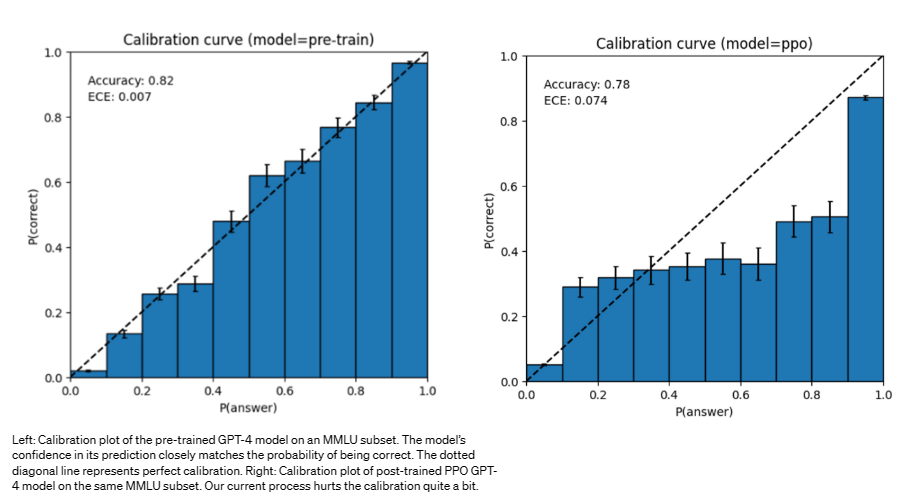 Calibration curve (model=pre-train)
Accuracy: 0.82
ECE: 0.007
P(correct)
1.0
0.8
0.6
0.4
0.2
0.0
0.0 0.2 0.4 0.6 0.8 1.0
P(answer)
Calibration curve (model=ppo)
Accuracy: 0.78
ECE: 0.074
P(correct)
1.0
0.8
0.6
0.4
0.2
0.0
0.0 0.2 0.4 0.6 0.8 1.0
P(answer)
Left: Calibration plot of the pre-trained GPT-4 model on an MMLU subset. The model's
confidence in its prediction closely matches the probability of being correct. The dotted
diagonal line represents perfect calibration. Right: Calibration plot of post-trained PPO GPT-
4 model on the same MMLU subset. Our current process hurts the calibration quite a bit.